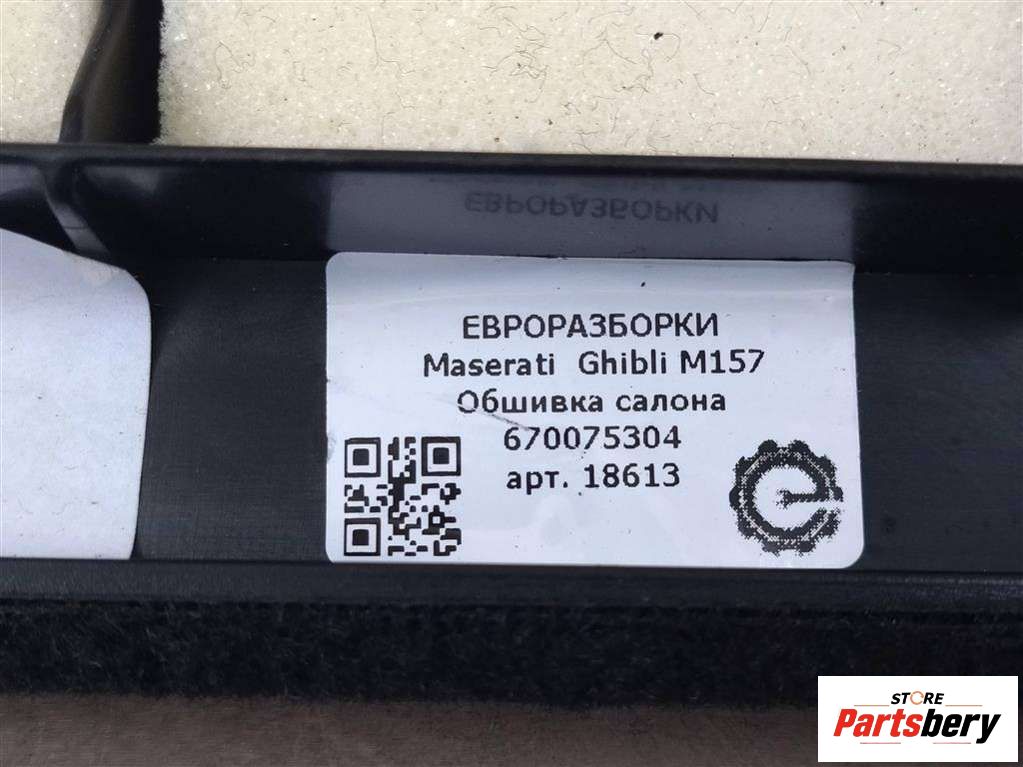 ЕВРОРАЗБОРКИ
ЕВРОРАЗБОРКИ
Maserati Ghibli M157
Обшивка салона
670075304
арт. 18613
STORE
Partsbery